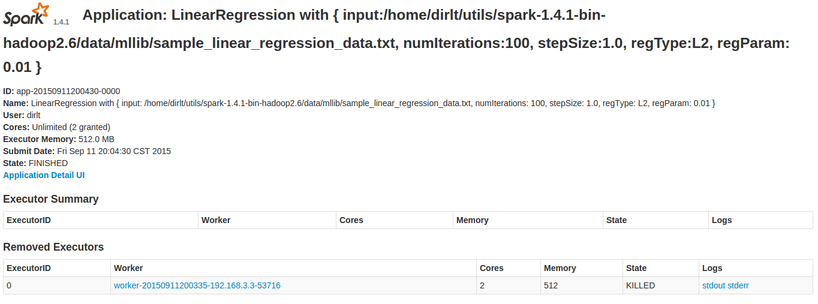 Spark 1.4.1 Application: LinearRegression with { input:/home/dirlt/utils/spark-1.4.1-bin-
hadoop2.6/data/mllib/sample_linear_regression_data.txt, numIterations:100, stepSize:1.0, regType:L2, regParam:
0.01 }
ID: app-20150911200430-0000
Name: LinearRegression with { input: /home/dirlt/utils/spark-1.4.1-bin-hadoop2.6/data/mllib/sample_linear_regression_data.txt, numIterations: 100, stepSize: 1.0, regType: L2, regParam: 0.01 }
User: dirlt
Cores: Unlimited (2 granted)
Executor Memory: 512.0 MB
Submit Date: Fri Sep 11 20:04:30 CST 2015
State: FINISHED
Application Detail UI
Executor Summary
ExecutorID Worker Cores Memory State Logs
Removed Executors
ExecutorID Worker Cores Memory State Logs
0 worker-20150911200335-192.168.3.3-53716 2 512 KILLED stdout stderr